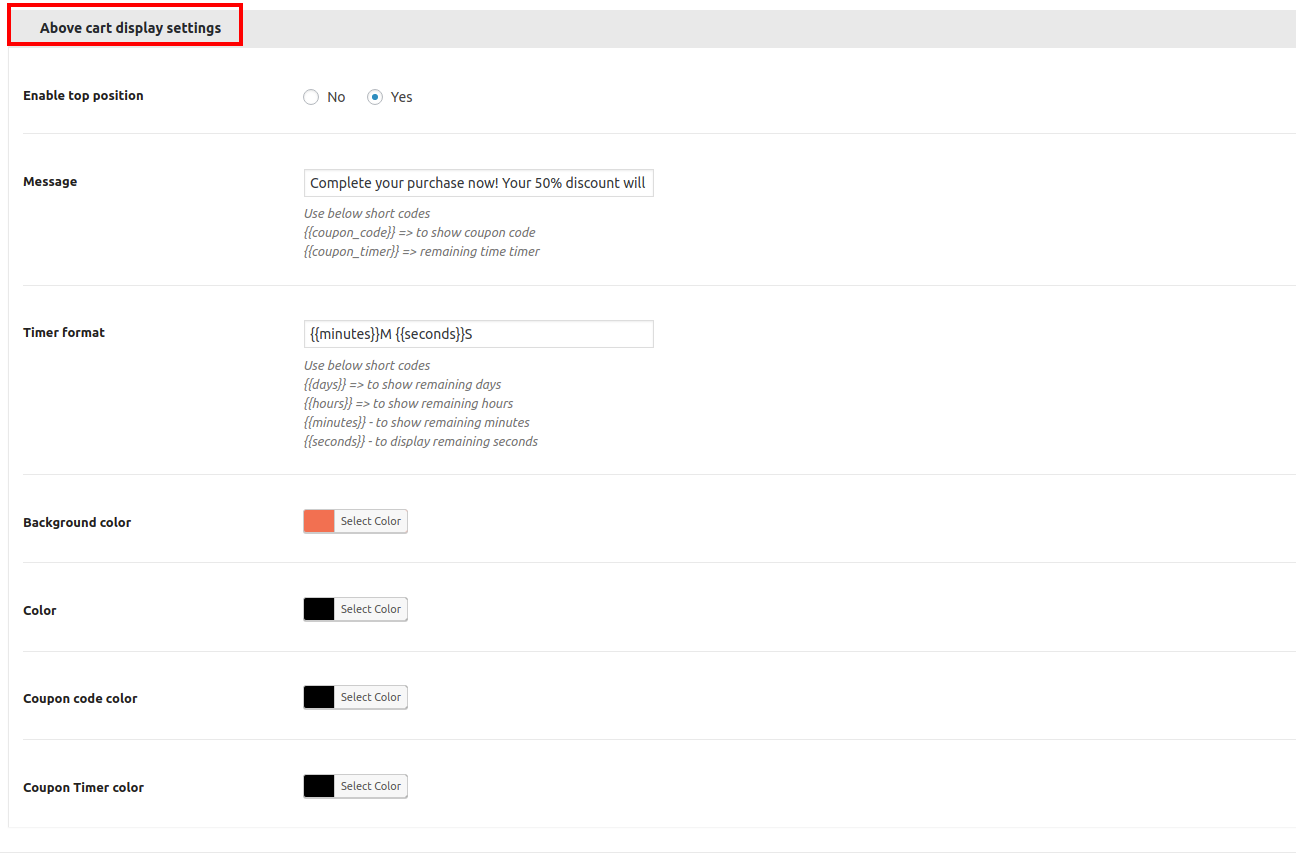 Above cart display settings
Enable top position
No Yes
Message
Complete your purchase now! Your 50% discount will
Use below short codes
{{coupon_code}} => to show coupon code
{{coupon_timer}} => remaining time timer
Timer format
{{minutes}}M {{seconds}}S
Use below short codes
{{days}} => to show remaining days
{{hours}} => to show remaining hours
{{minutes}} - to show remaining minutes
{{seconds}} - to display remaining seconds
Background color
Select Color
Color
Select Color
Coupon code color
Select Color
Coupon Timer color
Select Color